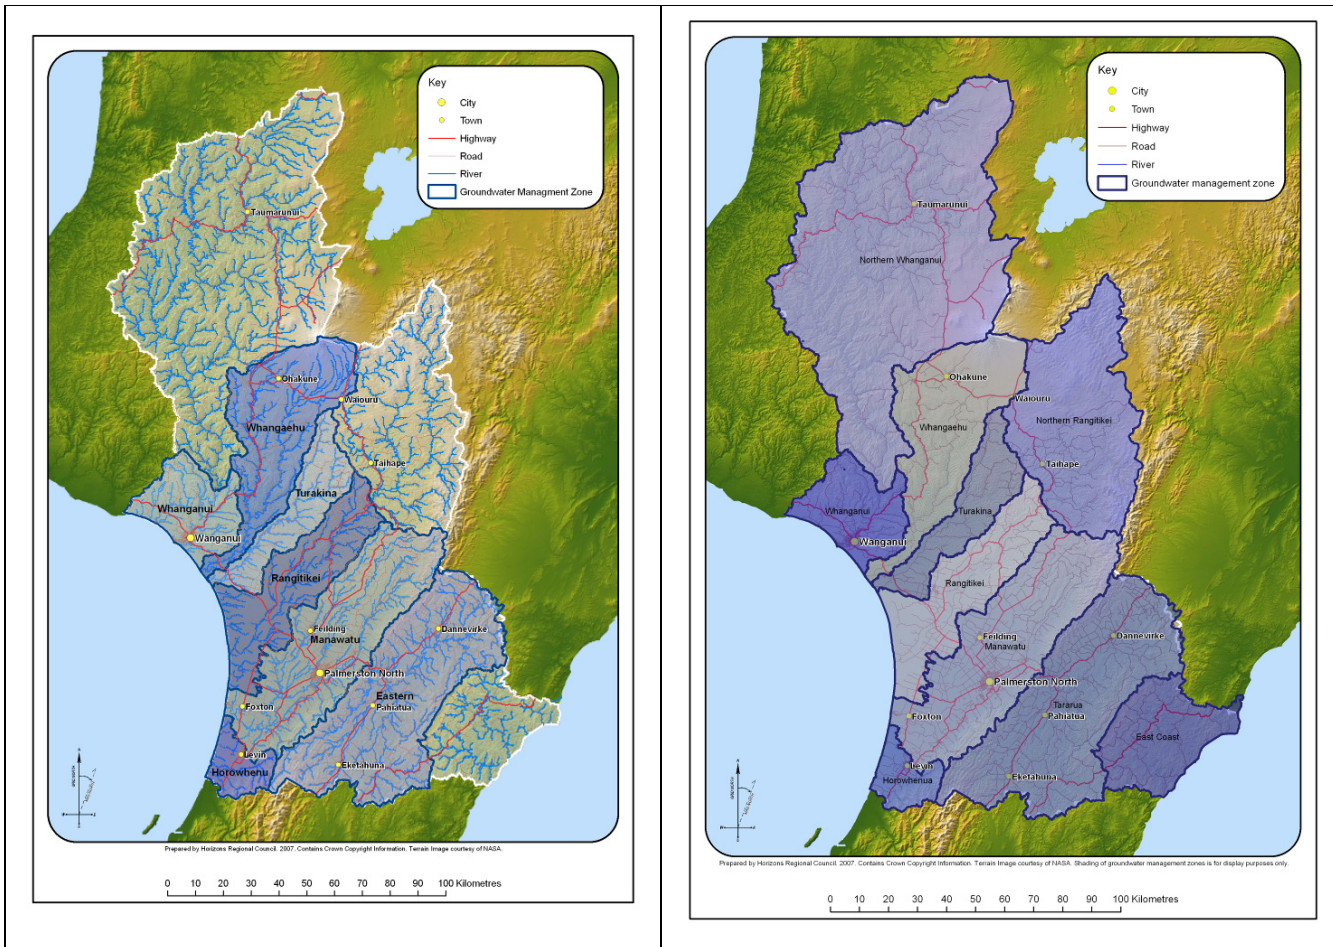 Key
City
Town
Highway
Road
River
Groundwater Managment Zone
Taumarunui
Ohakune
Waiouru
Whangaehu
Taihape
Turakina
Whanganui
Wanganui
Rangitikei
Feilding
Manawatu
Dannevirke
Palmerston North
Eastern
Pahiatua
Foxton
Levin
Eketahuna
Horowhenu
Prepared by Horizons Regional Council. 2007. Contains Crown Copyright Information. Terrain Image courtesy of NASA.
0 10 20 30 40 50 60 70 80 90 100 Kilometres
Key
City
Town
Highway
Road
River
Groundwater management zone
Taumarunui
Northern Whanganui
Ohakune
Waiouru
Northern Rangitikei
Whangaehu
Taihape
Whanganui
Turakina
Wanganui
Rangitikei
Feilding
Manawatu
Dannevirke
Palmerston North
Tararua
Pahiatua
Foxton
East Coast
Levin
Eketahuna
Horowhenua
Prepared by Horizons Regional Council. 2007. Contains Crown Copyright Information. Terrain Image courtesy of NASA. Shading of groundwater management zones is for display purposes only.
0 10 20 30 40 50 60 70 80 90 100 Kilometres